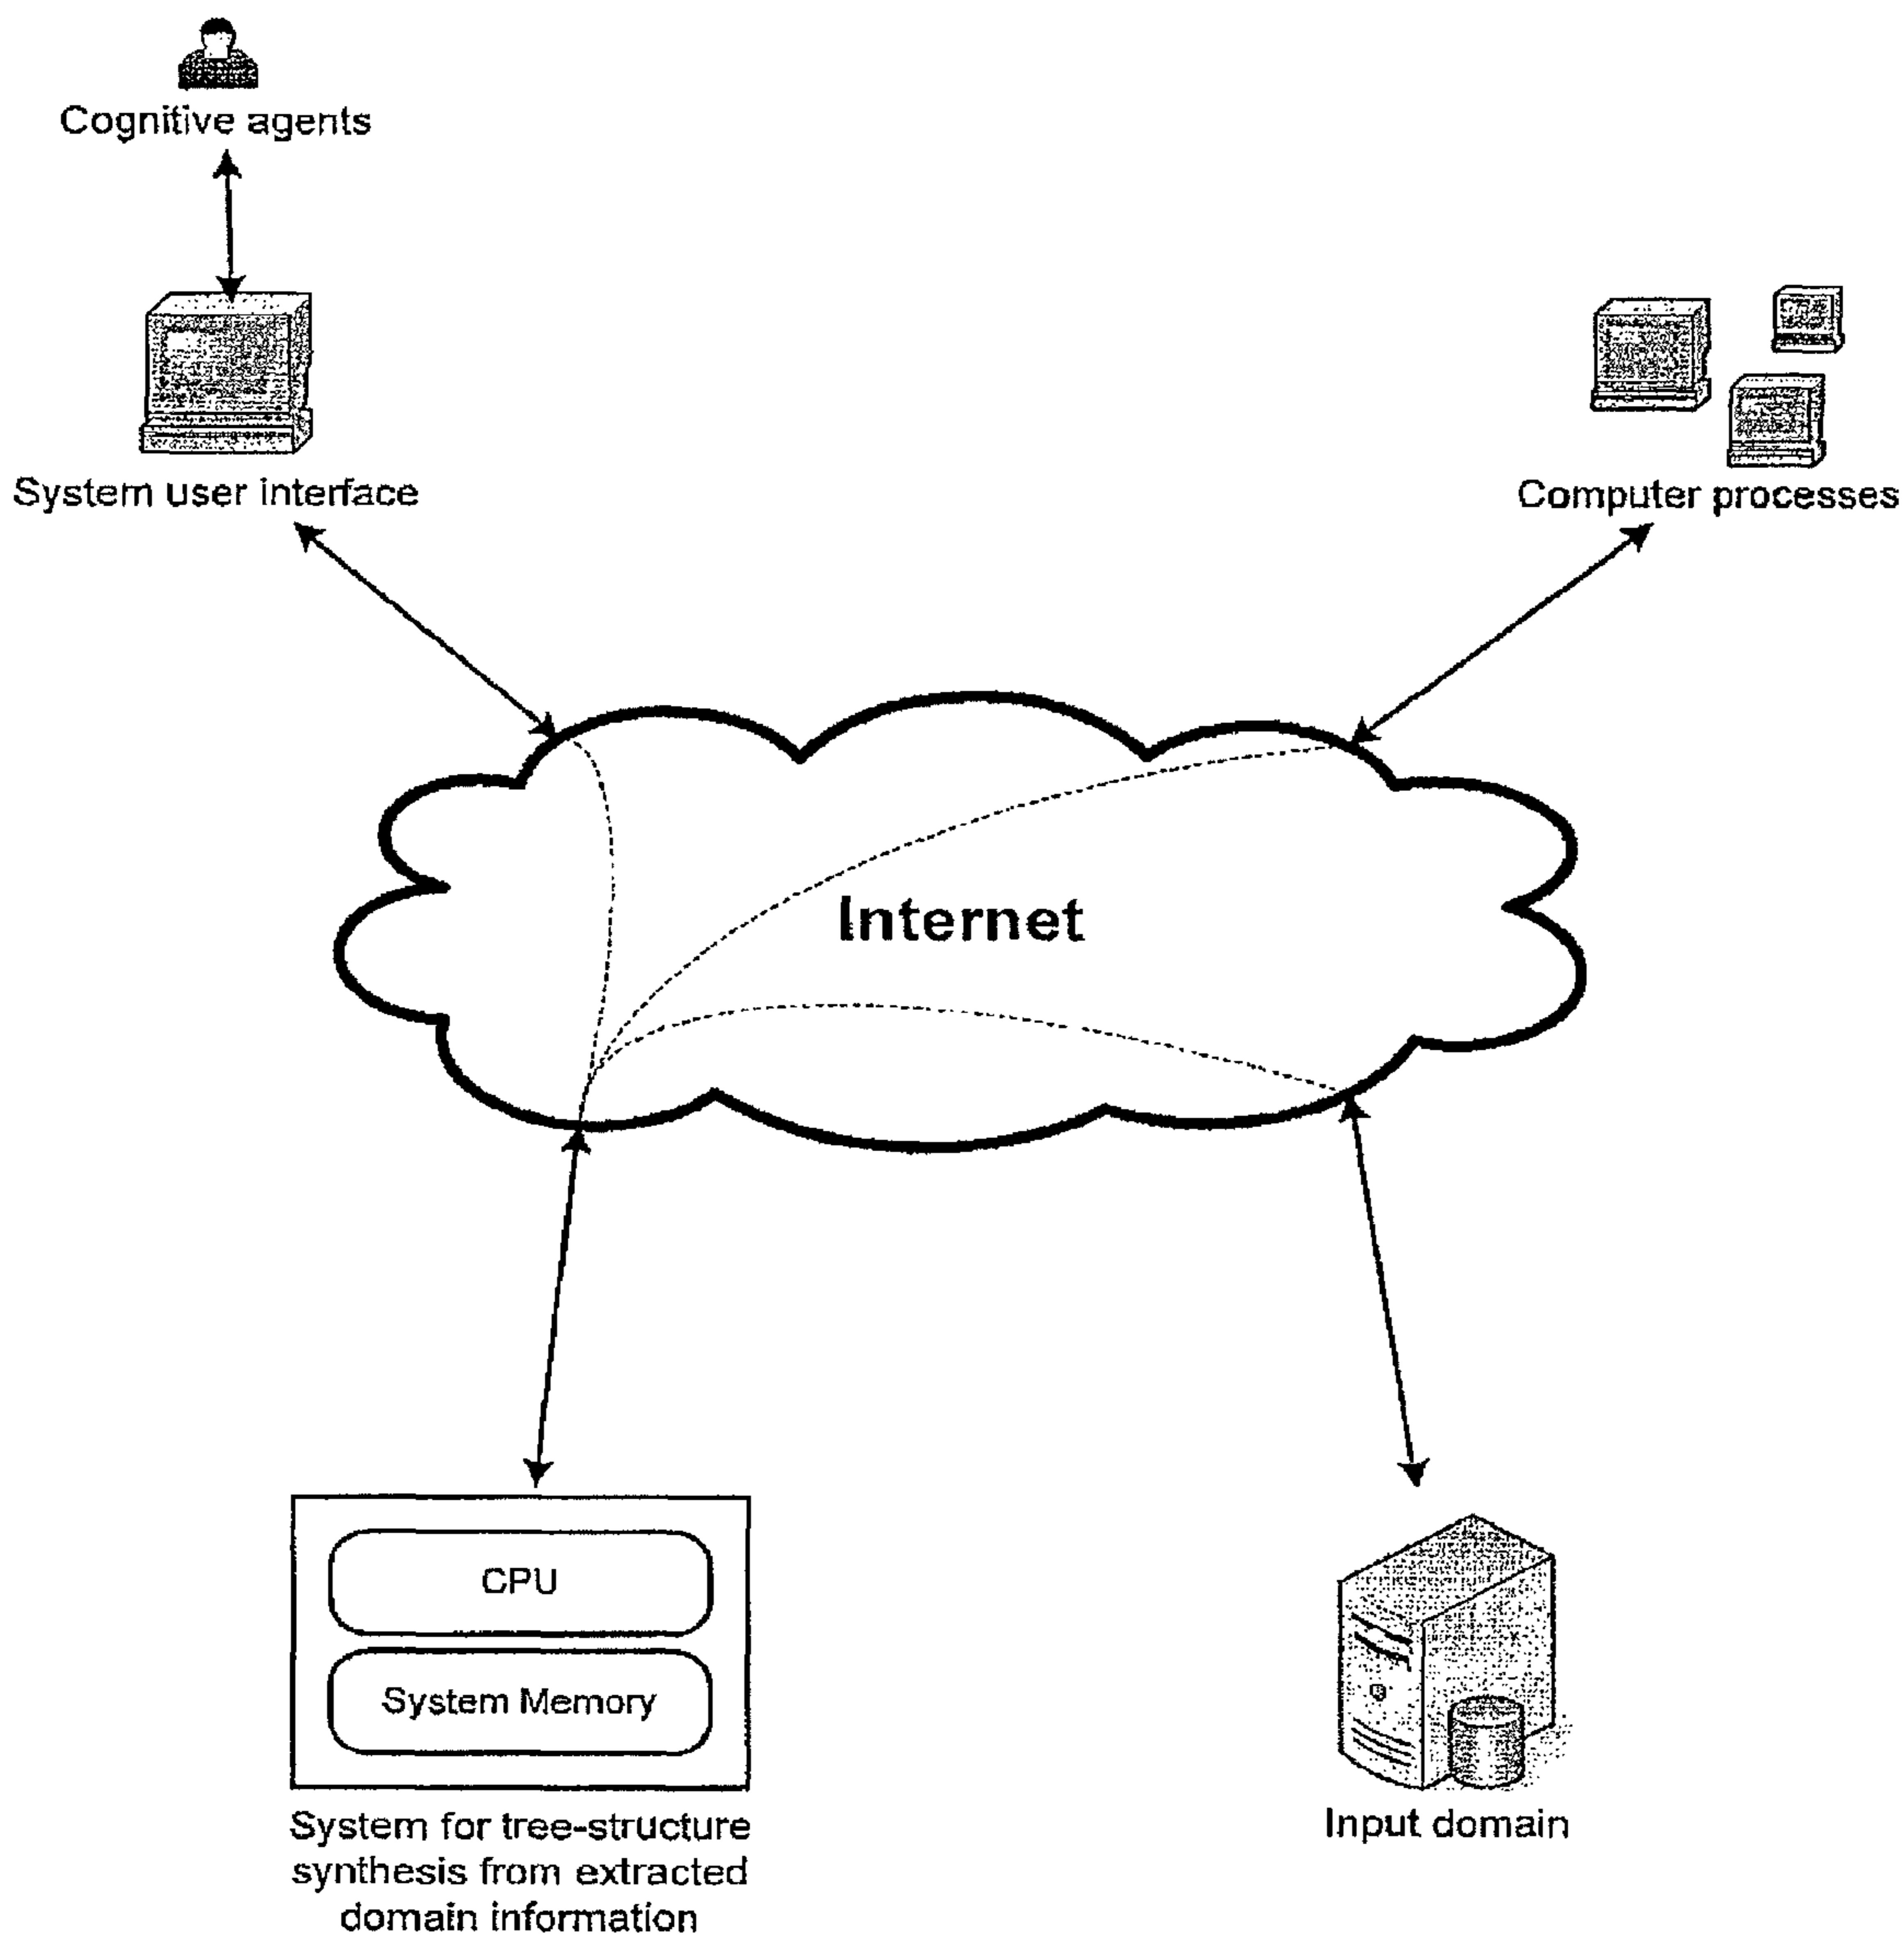 Cognitive agents
System user interface
Computer processes
Internet
CPU
System Memory
System for tree-structure
synthesis from extracted
domain information
Input domain